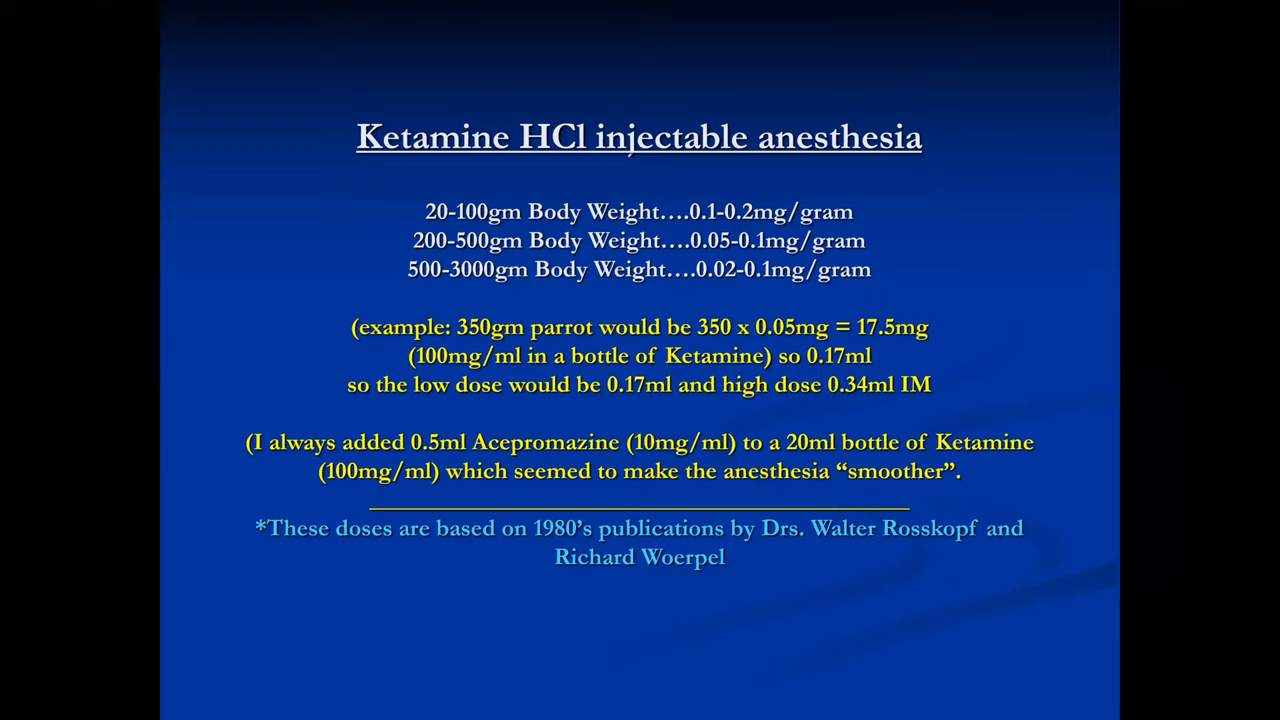 Ketamine HCl injectable anesthesia
20-100gm Body Weight….0.1-0.2mg/gram
200-500gm Body Weight….0.05-0.1mg/gram
500-3000gm Body Weight….0.02-0.1mg/gram
(example: 350gm parrot would be 350 x 0.05mg = 17.5mg
(100mg/ml in a bottle of Ketamine) so 0.17ml
so the low dose would be 0.17ml and high dose 0.34ml IM
(I always added 0.5ml Acepromazine (10mg/ml) to a 20ml bottle of Ketamine
(100mg/ml) which seemed to make the anesthesia “smoother”.
*These doses are based on 1980’s publications by Drs. Walter Rosskopf and
Richard Woerpel